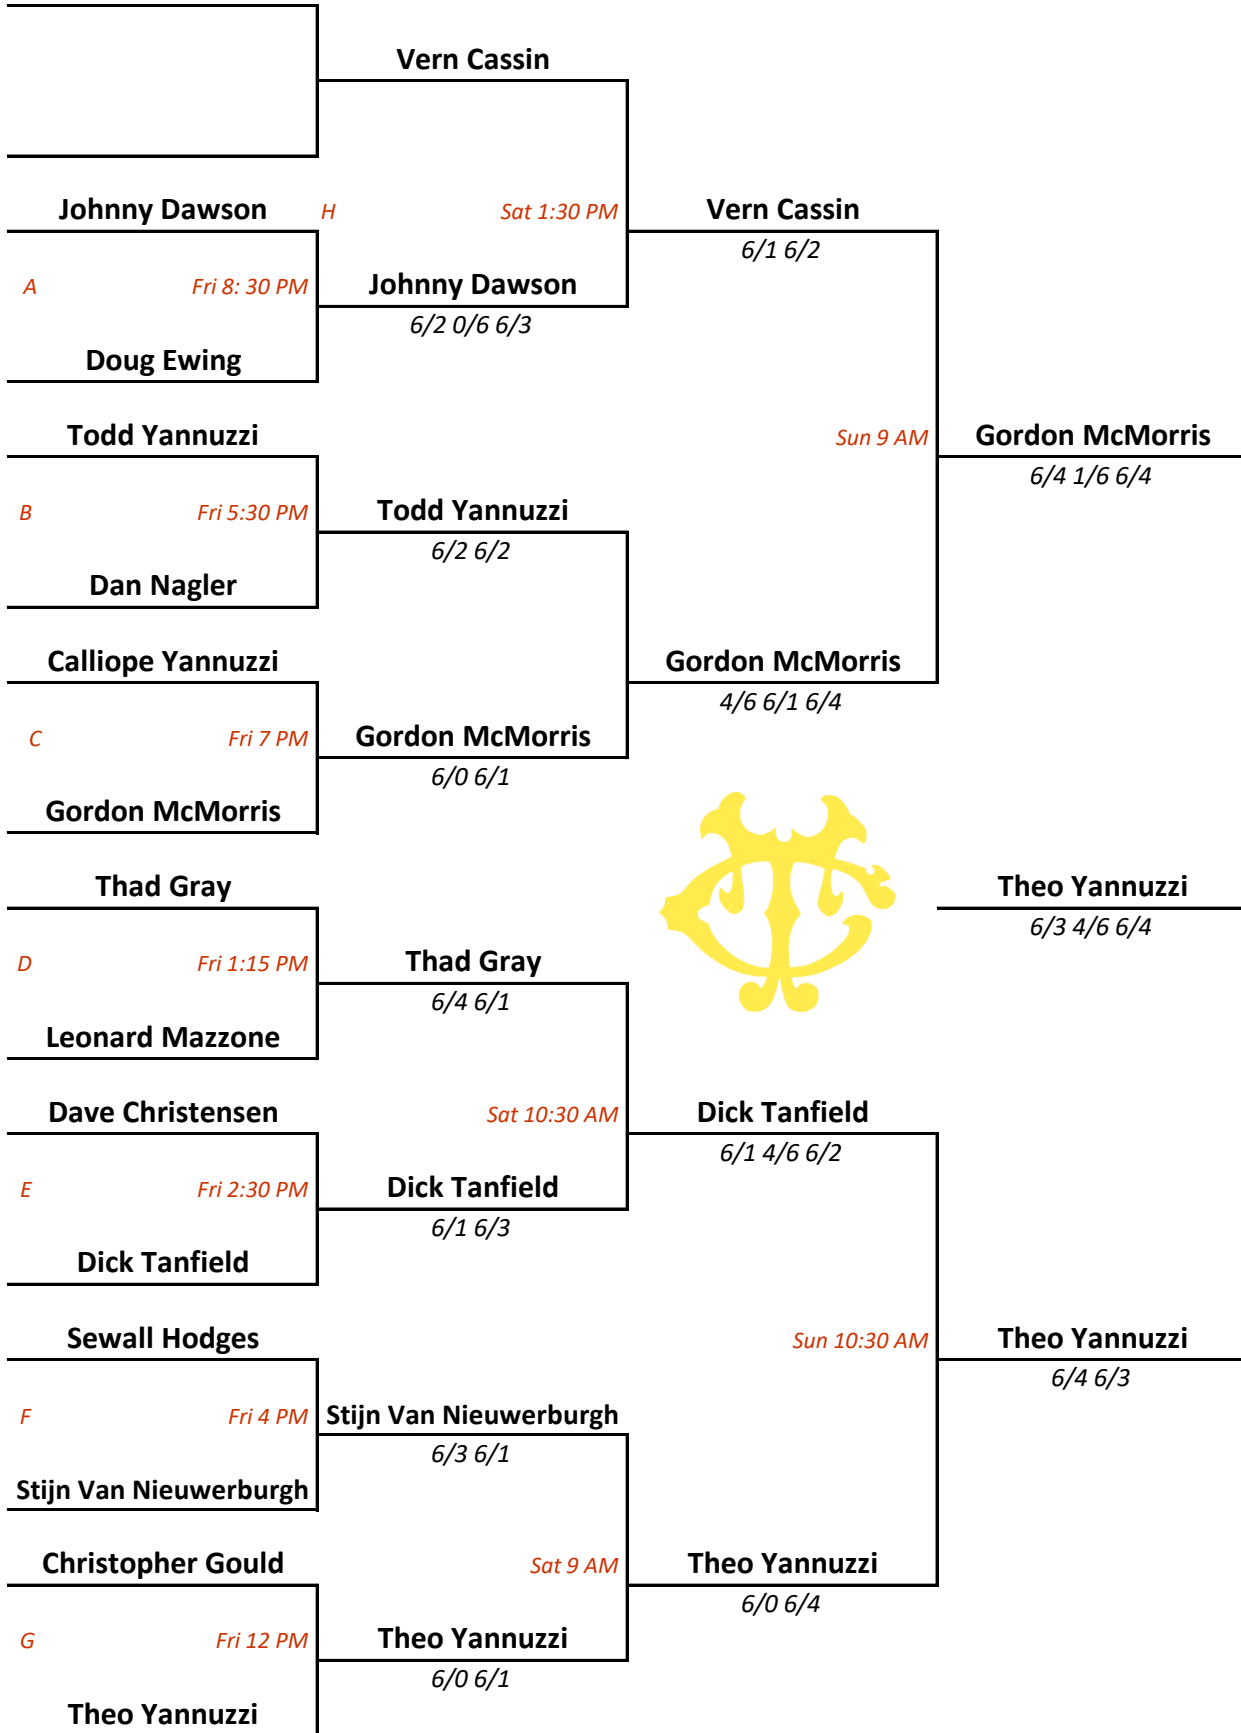 Vern Cassin
Johnny Dawson
H
Sat 1:30 PM
Vern Cassin
6/1 6/2
A
Fri 8: 30 PM
Johnny Dawson
6/2 0/6 6/3
Doug Ewing
Todd Yannuzzi
Sun 9 AM
Gordon McMorris
6/4 1/6 6/4
B
Fri 5:30 PM
Todd Yannuzzi
6/2 6/2
Dan Nagler
Calliope Yannuzzi
Gordon McMorris
4/6 6/1 6/4
C
Fri 7 PM
Gordon McMorris
6/0 6/1
Gordon McMorris
Thad Gray
Theo Yannuzzi
6/3 4/6 6/4
D
Fri 1:15 PM
Thad Gray
6/4 6/1
Leonard Mazzone
Dave Christensen
Sat 10:30 AM
Dick Tanfield
6/1 4/6 6/2
E
Fri 2:30 PM
Dick Tanfield
6/1 6/3
Dick Tanfield
Sewall Hodges
Sun 10:30 AM
Theo Yannuzzi
6/4 6/3
F
Fri 4 PM
Stijn Van Nieuwerburgh
6/3 6/1
Stijn Van Nieuwerburgh
Christopher Gould
Sat 9 AM
Theo Yannuzzi
6/0 6/4
G
Fri 12 PM
Theo Yannuzzi
6/0 6/1
Theo Yannuzzi